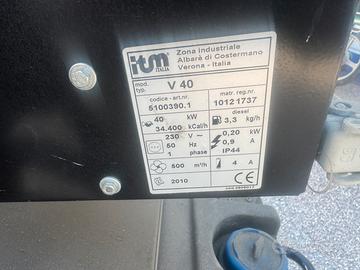 itm
ITALIA
Zona industriale
Albarè di Costermano
Verona - Italia
mod.
typ.
V 40
codice - art.nr.
5100390.1
matr. reg.nr.
10121737
40 kW
34.400 kCal/h
diesel
3,3 kg/h
230 V ~
50 Hz
1 phase
0,20 kW
0,9 A
IP44
500 m³/h
4 A
2010
CE